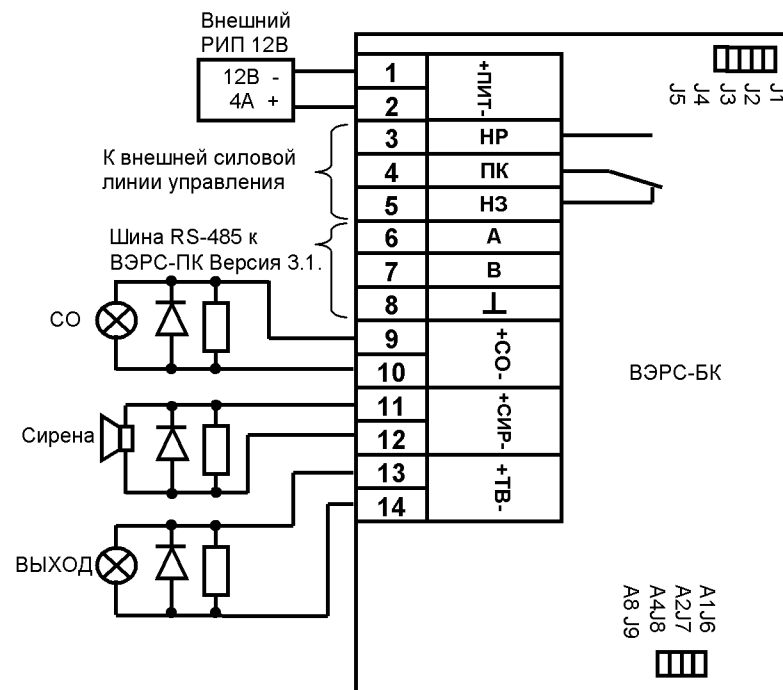 Внешний
РИП 12В
12В -
4А +
К внешней силовой
линии управления
Шина RS-485 к
ВЭРС-ПК Версия 3.1.
СО
Сирена
ВЫХОД
1
2
+ПИТ-
3 НР
4 ПК
5 НЗ
6 А
7 В
8
9
10
+СО-
11
12
+СИР-
13
14
+ТВ-
ВЭРС-БК
J1
J2
J3
J4
J5
A1J6
A2J7
A4J8
A8 J9